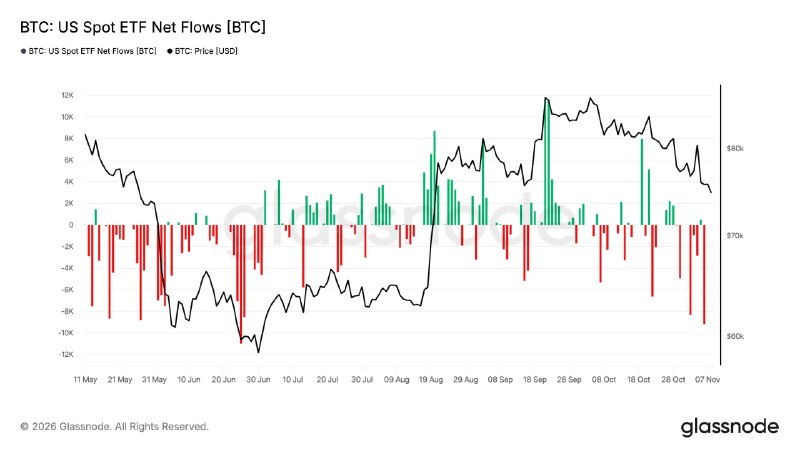 BTC: US Spot ETF Net Flows [BTC]
BTC: US Spot ETF Net Flows [BTC] BTC: Price [USD]
12K
10K
8K
6K
4K
2K
0
-2K
-4K
-6K
-8K
-10K
-12K
$80k
$70k
$60k
glassnode
11 May 21 May 31 May 10 Jun 20 Jun 30 Jun 10 Jul 20 Jul 30 Jul 09 Aug 19 Aug 29 Aug 08 Sep 18 Sep 28 Sep 08 Oct 18 Oct 28 Oct 07 Nov
© 2026 Glassnode. All Rights Reserved.
glassnode